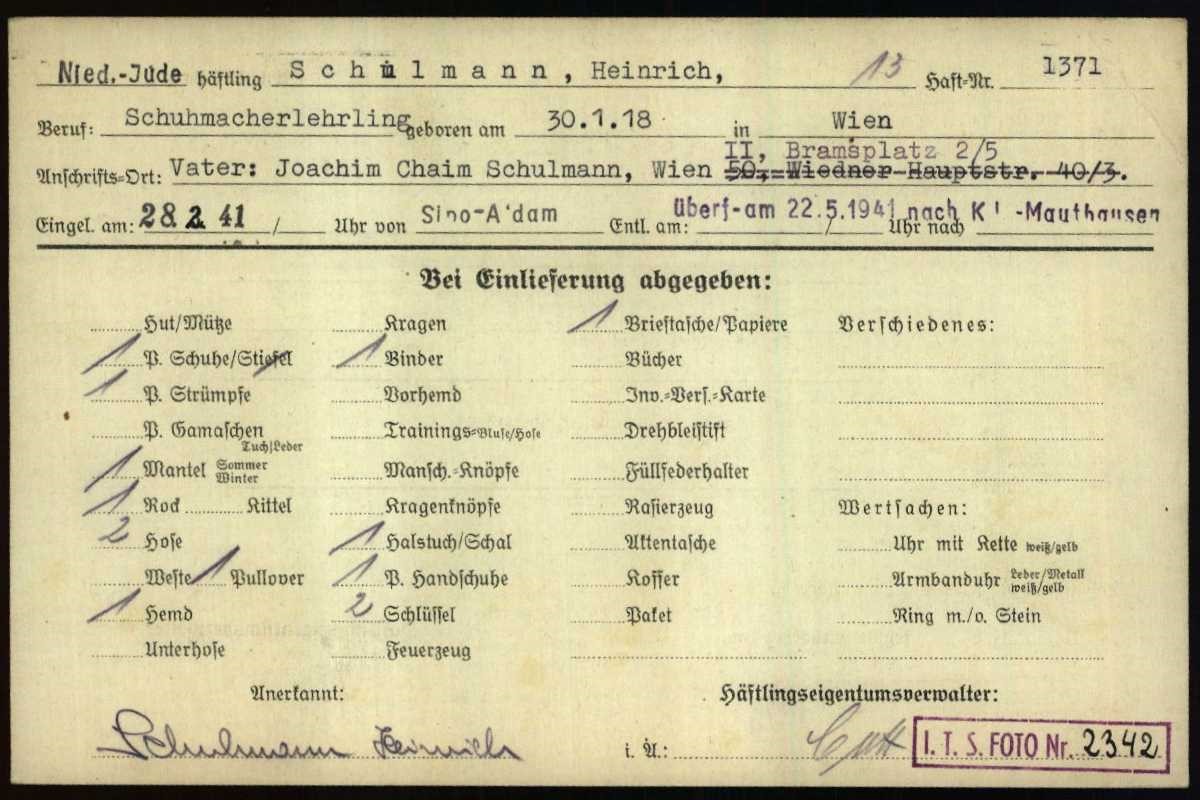 Nied.-Jude Häftling Schulmann, Heinrich, 13 Haft-Nr. 1371
Beruf: Schuhmacherlehrling geboren am 30.1.18 in Wien
II, Bramsplatz 2/5
Anschrifts-Ort: Vater: Joachim Chaim Schulmann, Wien 50, Wiedner Hauptstr. 40/3.
Eingel. am: 28. 2. 41 / Uhr von Sipo-A'dam Entl. am: überf-am 22.5.1941 nach KL-Mauthausen / Uhr nach
Bei Einlieferung abgegeben:
Hut/Mütze Kragen 1 Brieftasche/Papiere Verschiedenes:
1 P. Schuhe/Stiefel 1 Binder Bücher
1 P. Strümpfe Vorhemd Inv.-Vers.-Karte
P. Gamaschen Tuch/Leder Trainings-Bluse/Hose Drehbleistift
1 Mantel Sommer Winter Mansch.-Knöpfe Füllfederhalter
1 Rock Kittel Kragenknöpfe Rasierzeug Wertsachen:
2 Hose 1 Halstuch/Schal Aktentasche Uhr mit Kette weiß/gelb
Weste 1 Pullover 1 P. Handschuhe Koffer Armbanduhr Leder/Metall weiß/gelb
1 Hemd 2 Schlüssel Paket Ring m./o. Stein
Unterhose Feuerzeug
Anerkannt: Häftlingseigentumsverwalter:
Schulmann Heinrich i. A.: I. T. S. FOTO Nr. 2342